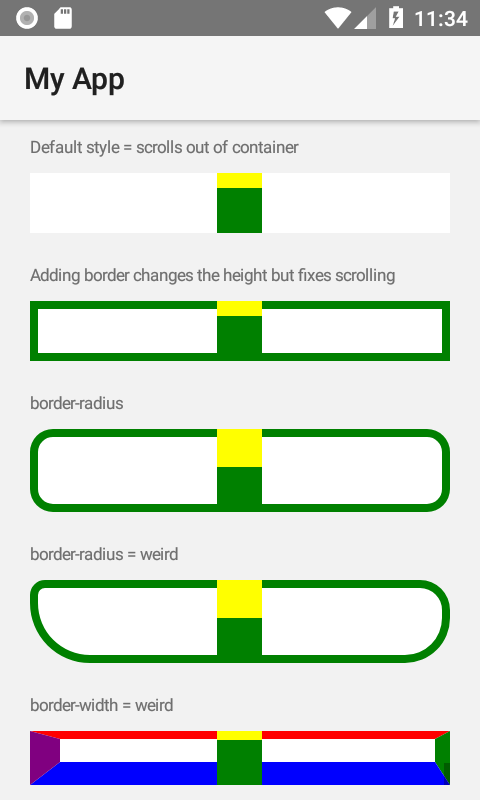 11:34
My App
Default style = scrolls out of container
Adding border changes the height but fixes scrolling
border-radius
border-radius = weird
border-width = weird